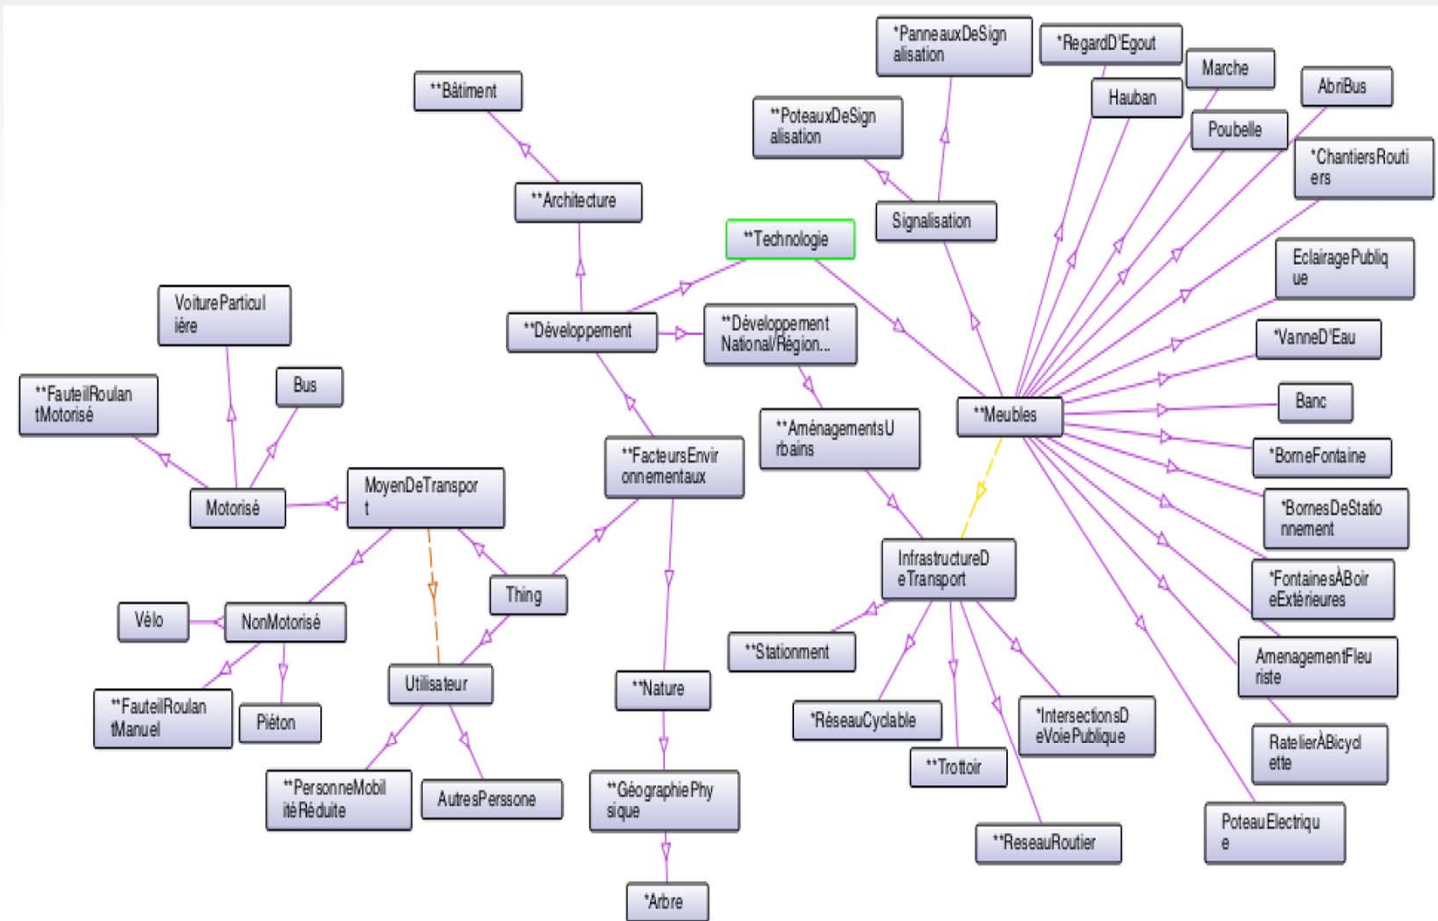 *PanneauxDeSign
alisation
*RegardD'Egout
Marche
AbriBus
Hauban
**Bâtiment
**PoteauxDeSign
alisation
Poubelle
*ChantiersRouti
ers
**Architecture
Signalisation
**Technologie
EclairagePubliq
ue
VoitureParticul
ière
**Développement
**Développement
National/Région...
*VanneD'Eau
Bus
**FauteilRoulan
tMotorisé
Banc
**Meubles
**AménagementsU
rbains
*BorneFontaine
**FacteursEnvir
onnementaux
MoyenDeTranspor
t
Motorisé
*BornesDeStatio
nnement
InfrastructureD
eTransport
*FontainesÀBoir
eExtérieures
Thing
Vélo
NonMotorisé
**Stationment
AmenagementFleu
riste
Utilisateur
**Nature
**FauteilRoulan
tManuel
Piéton
*RéseauCyclable
*IntersectionsD
eVoiePublique
RatelierÀBicycl
ette
**Trottoir
**PersonneMobil
itéRéduite
AutresPerssone
**GéographiePhy
sique
PoteauElectriqu
e
**ReseauRoutier
*Arbre